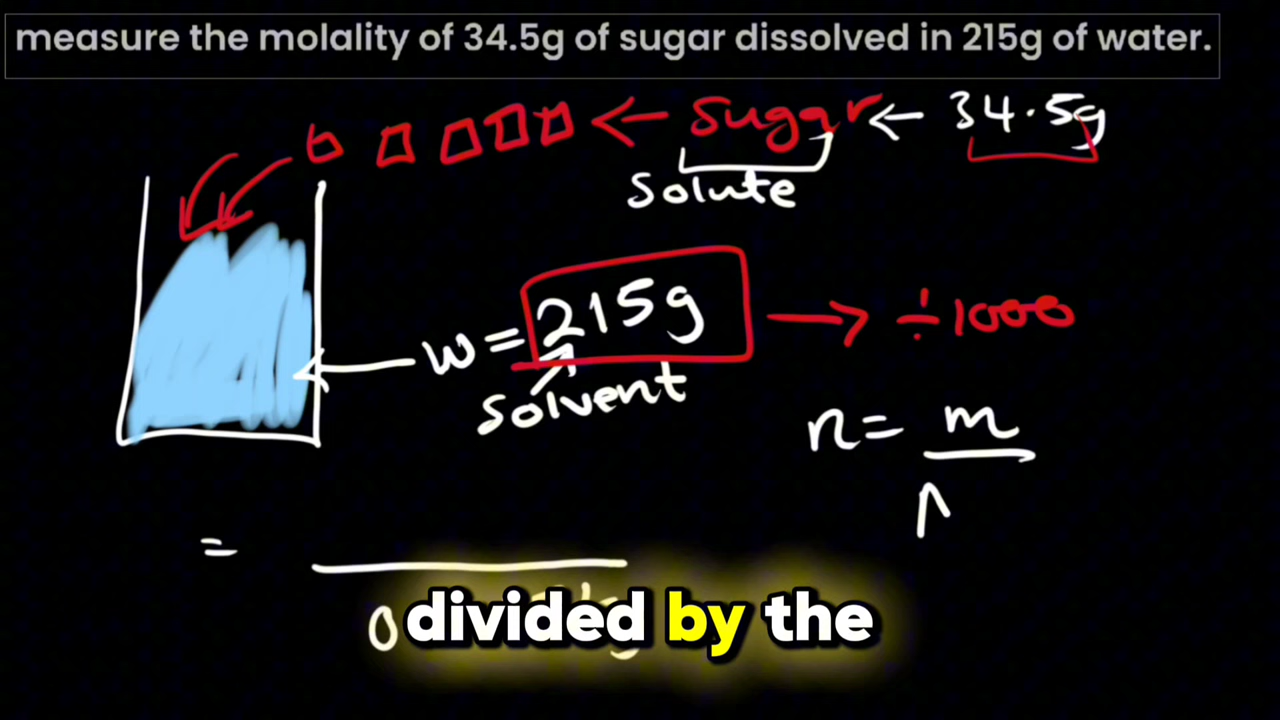 measure the molality of 34.5g of sugar dissolved in 215g of water.
← sugar ← 34.5g
solute
w = 215g → ÷1000
solvent
n = m
=
divided by the